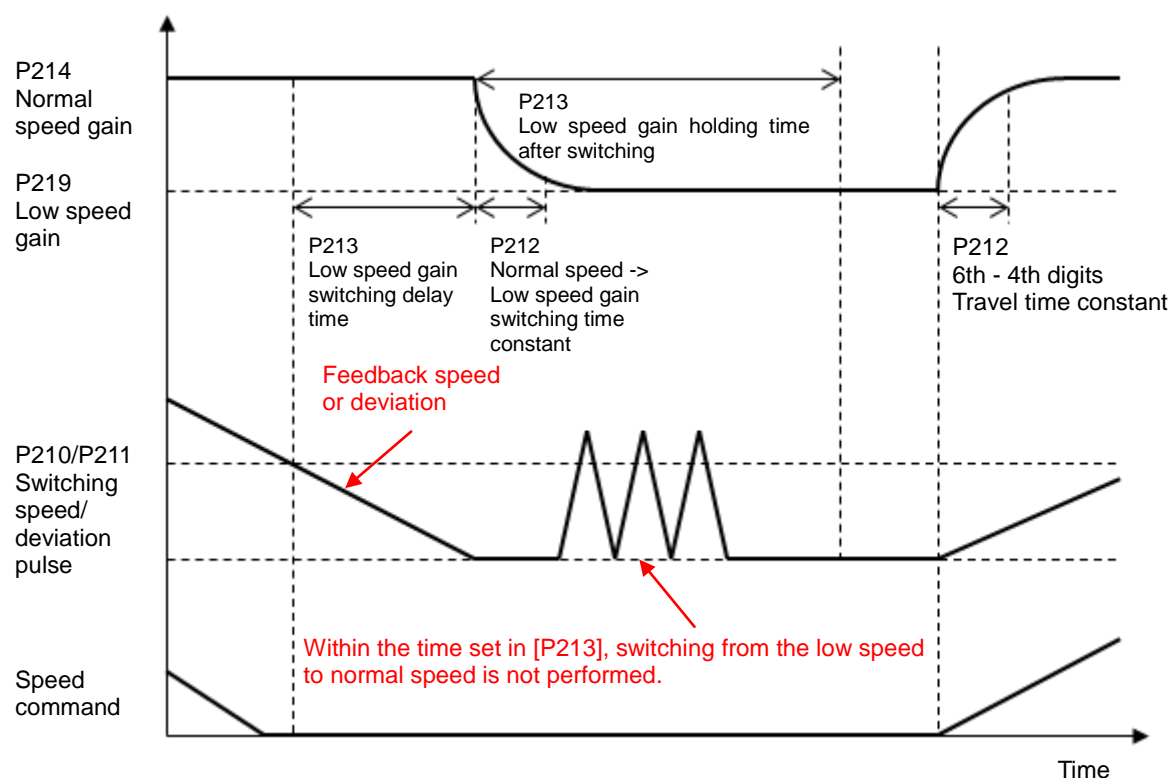 P214
Normal
speed gain
P213
Low speed gain holding time
after switching
P219
Low speed
gain
P213
Low speed gain
switching delay
time
P212
Normal speed ->
Low speed gain
switching time
constant
P212
6th - 4th digits
Travel time constant
Feedback speed
or deviation
P210/P211
Switching
speed/
deviation
pulse
Within the time set in [P213], switching from the low speed
to normal speed is not performed.
Speed
command
Time